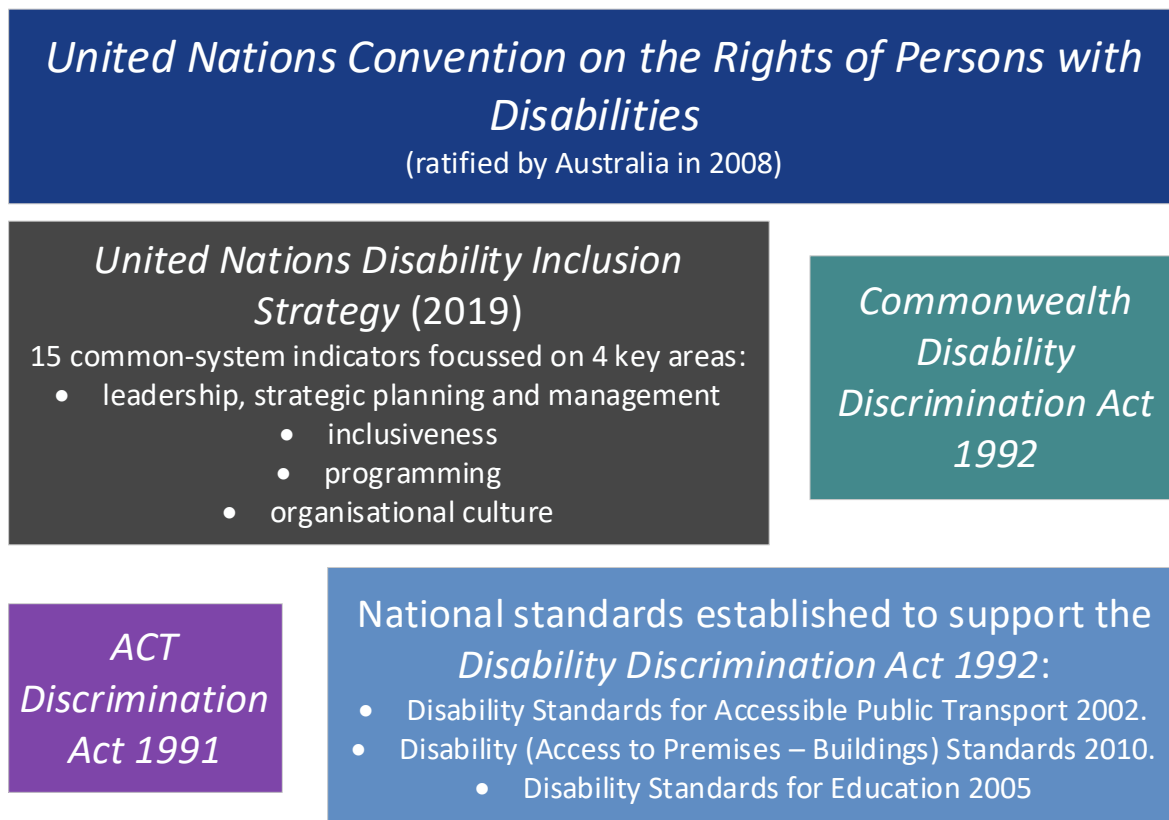 United Nations Convention on the Rights of Persons with
Disabilities
(ratified by Australia in 2008)
United Nations Disability Inclusion
Strategy (2019)
15 common-system indicators focussed on 4 key areas:
• leadership, strategic planning and management
• inclusiveness
• programming
• organisational culture
Commonwealth
Disability
Discrimination Act
1992
ACT
Discrimination
Act 1991
National standards established to support the
Disability Discrimination Act 1992:
• Disability Standards for Accessible Public Transport 2002.
• Disability (Access to Premises – Buildings) Standards 2010.
• Disability Standards for Education 2005